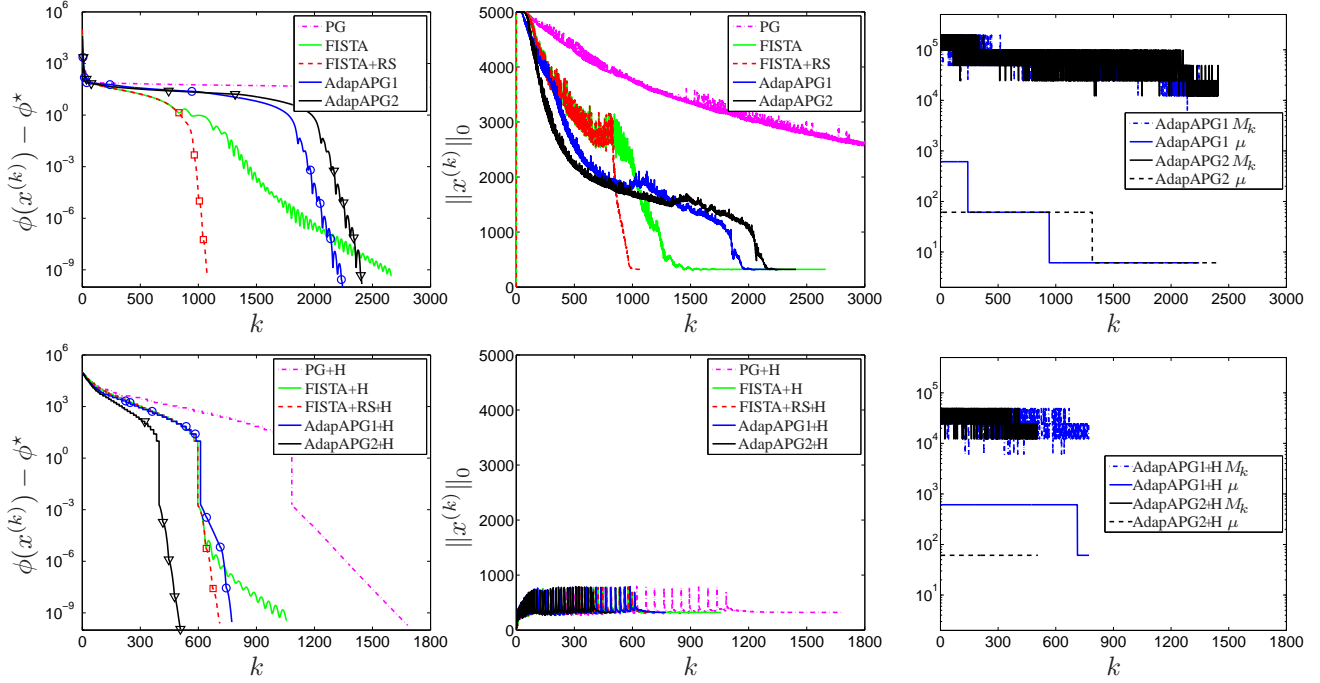 10^6
10^3
10^0
10^{-3}
10^{-6}
10^{-9}
ϕ(x^{(k)}) − ϕ^⋆
PG
FISTA
FISTA+RS
AdapAPG1
AdapAPG2
0 500 1000 1500 2000 2500 3000
k
5000
4000
3000
2000
1000
0
||x^{(k)}||_0
PG
FISTA
FISTA+RS
AdapAPG1
AdapAPG2
0 500 1000 1500 2000 2500 3000
k
10^5
10^4
10^3
10^2
10^1
AdapAPG1 M_k
AdapAPG1 μ
AdapAPG2 M_k
AdapAPG2 μ
0 500 1000 1500 2000 2500 3000
k
10^6
10^3
10^0
10^{-3}
10^{-6}
10^{-9}
ϕ(x^{(k)}) − ϕ^⋆
PG+H
FISTA+H
FISTA+RS+H
AdapAPG1+H
AdapAPG2+H
0 300 600 900 1200 1500 1800
k
5000
4000
3000
2000
1000
0
||x^{(k)}||_0
PG+H
FISTA+H
FISTA+RS+H
AdapAPG1+H
AdapAPG2+H
0 300 600 900 1200 1500 1800
k
10^5
10^4
10^3
10^2
10^1
AdapAPG1+H M_k
AdapAPG1+H μ
AdapAPG2+H M_k
AdapAPG2+H μ
0 300 600 900 1200 1500 1800
k